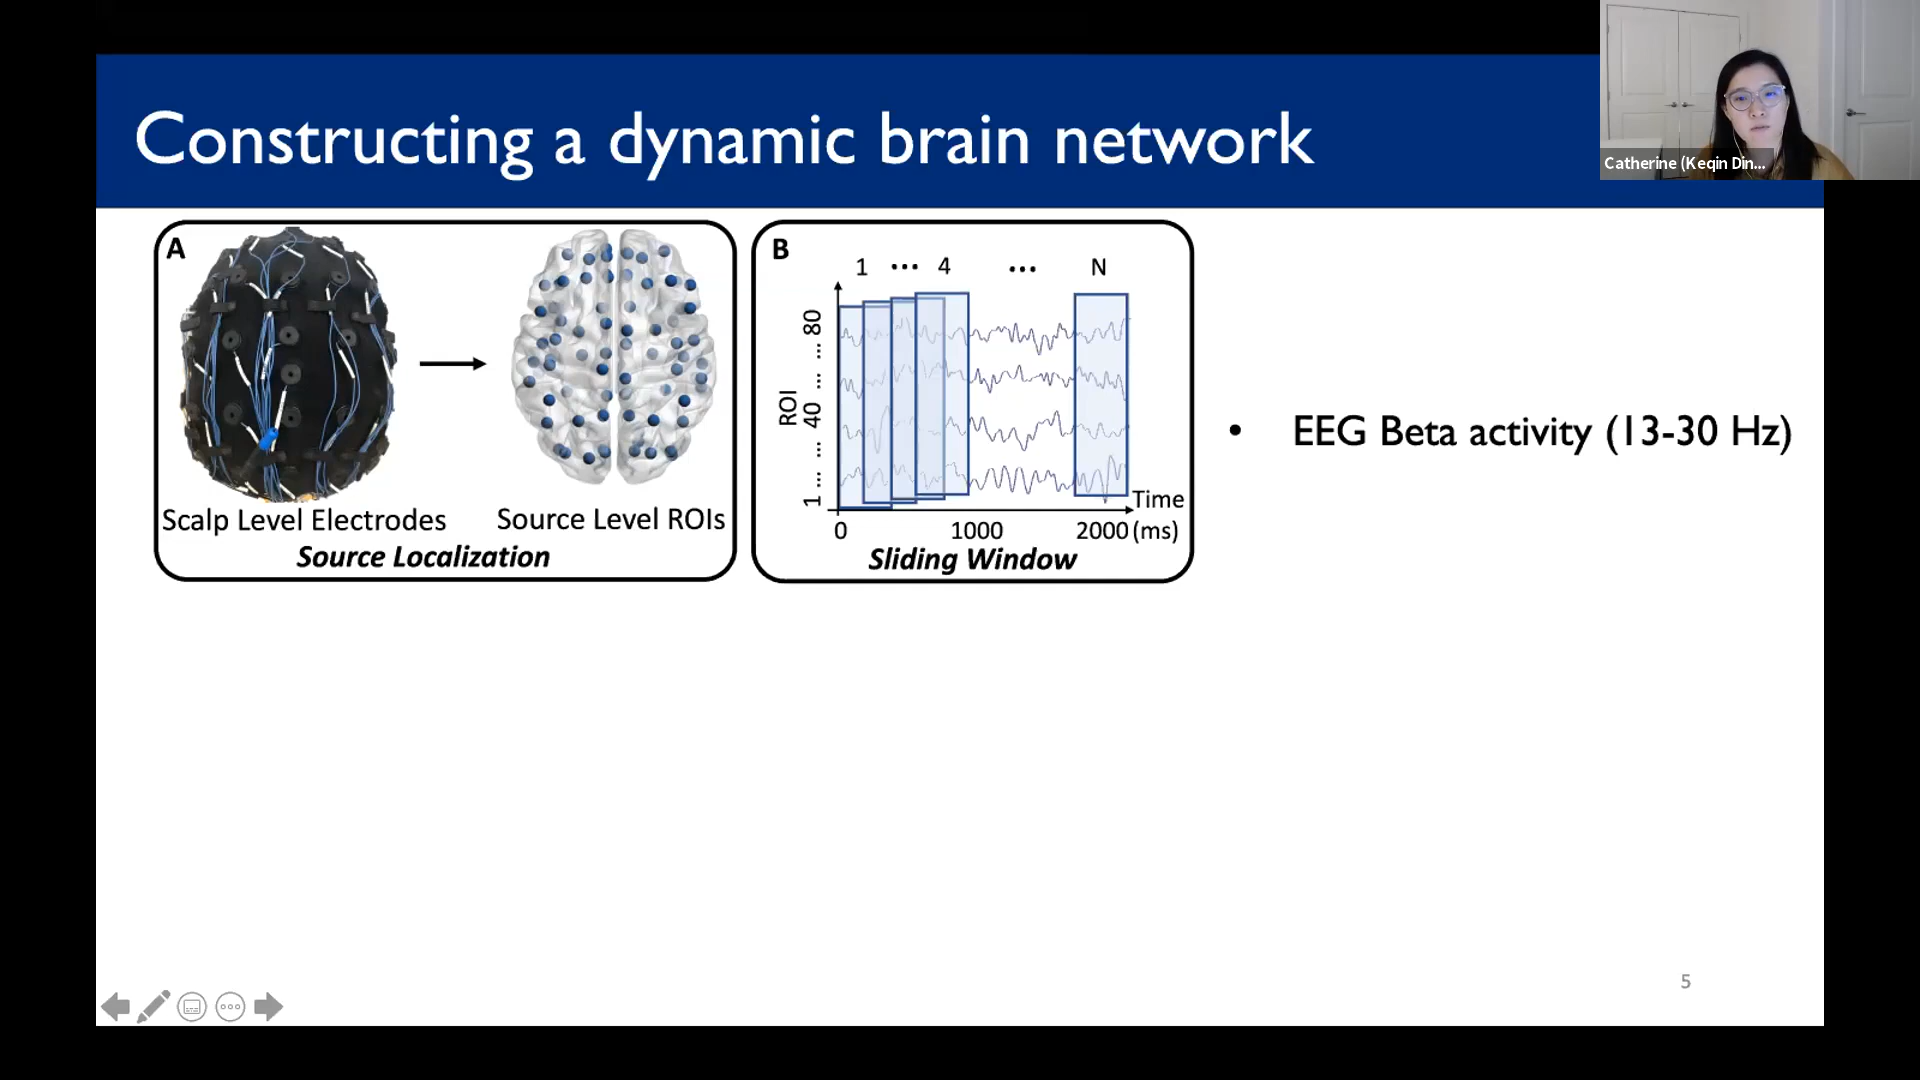 Constructing a dynamic brain network
Catherine (Keqin Din...
A
Scalp Level Electrodes
Source Level ROIs
Source Localization
B
1 ... 4 ... N
ROI
1 ... 40 ... 80
0 1000 2000
Time
(ms)
Sliding Window
• EEG Beta activity (13-30 Hz)
5